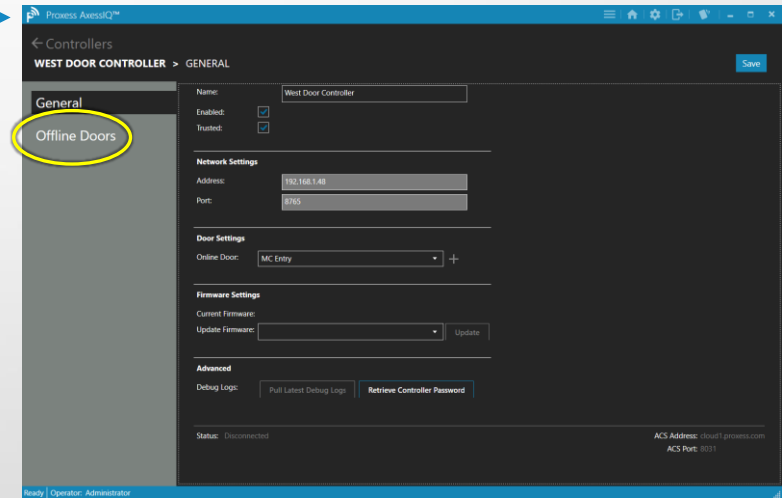 Proxess AxessIQ™
Controllers
WEST DOOR CONTROLLER > GENERAL
Save
General
Offline Doors
Name: West Door Controller
Enabled:
Trusted:
Network Settings
Address: 192.168.1.48
Port: 8765
Door Settings
Online Door: MC Entry
Firmware Settings
Current Firmware:
Update Firmware: Update
Advanced
Debug Logs: Pull Latest Debug Logs Retrieve Controller Password
Status: Disconnected
ACS Address: cloud1.proxess.com
ACS Port: 8031
Ready Operator: Administrator